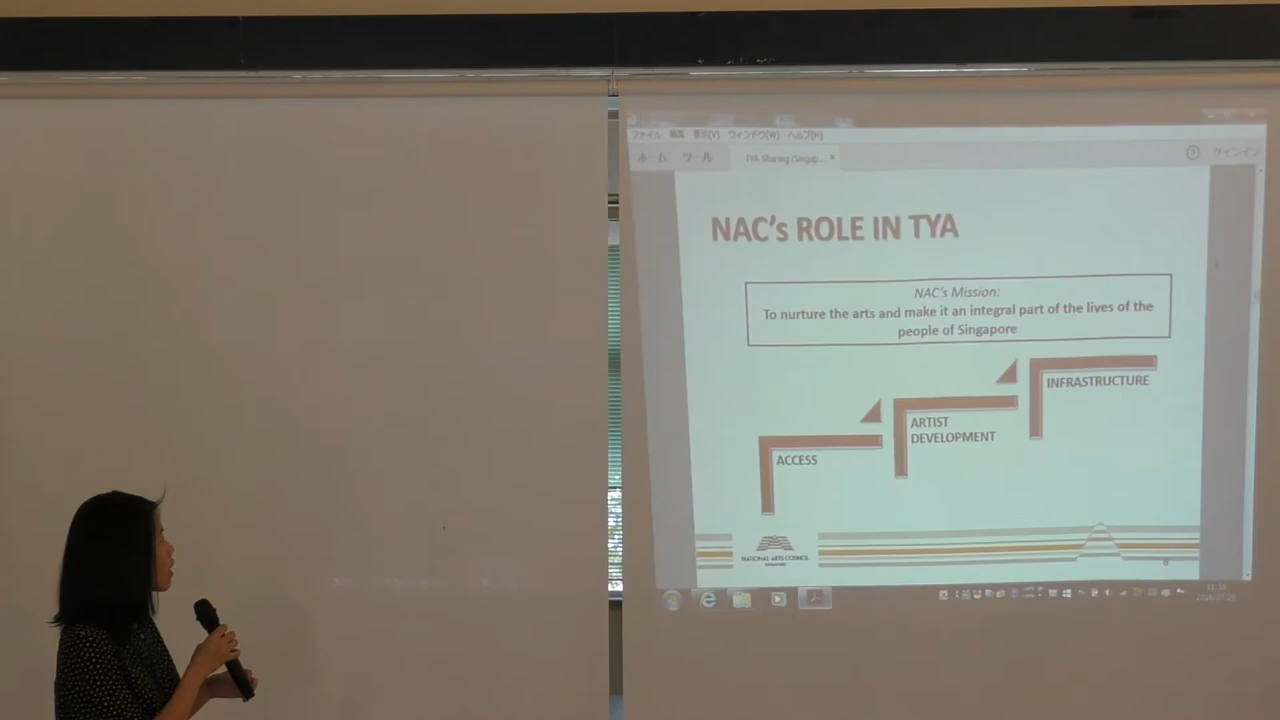 ファイル 編集 表示(V) ウィンドウ(W) ヘルプ(H)
ホーム ツール TYA Sharing (Singap... × ? サインイン
NAC's ROLE IN TYA
NAC's Mission:
To nurture the arts and make it an integral part of the lives of the
people of Singapore
INFRASTRUCTURE
ARTIST
DEVELOPMENT
ACCESS
NATIONAL ARTS COUNCIL
SINGAPORE